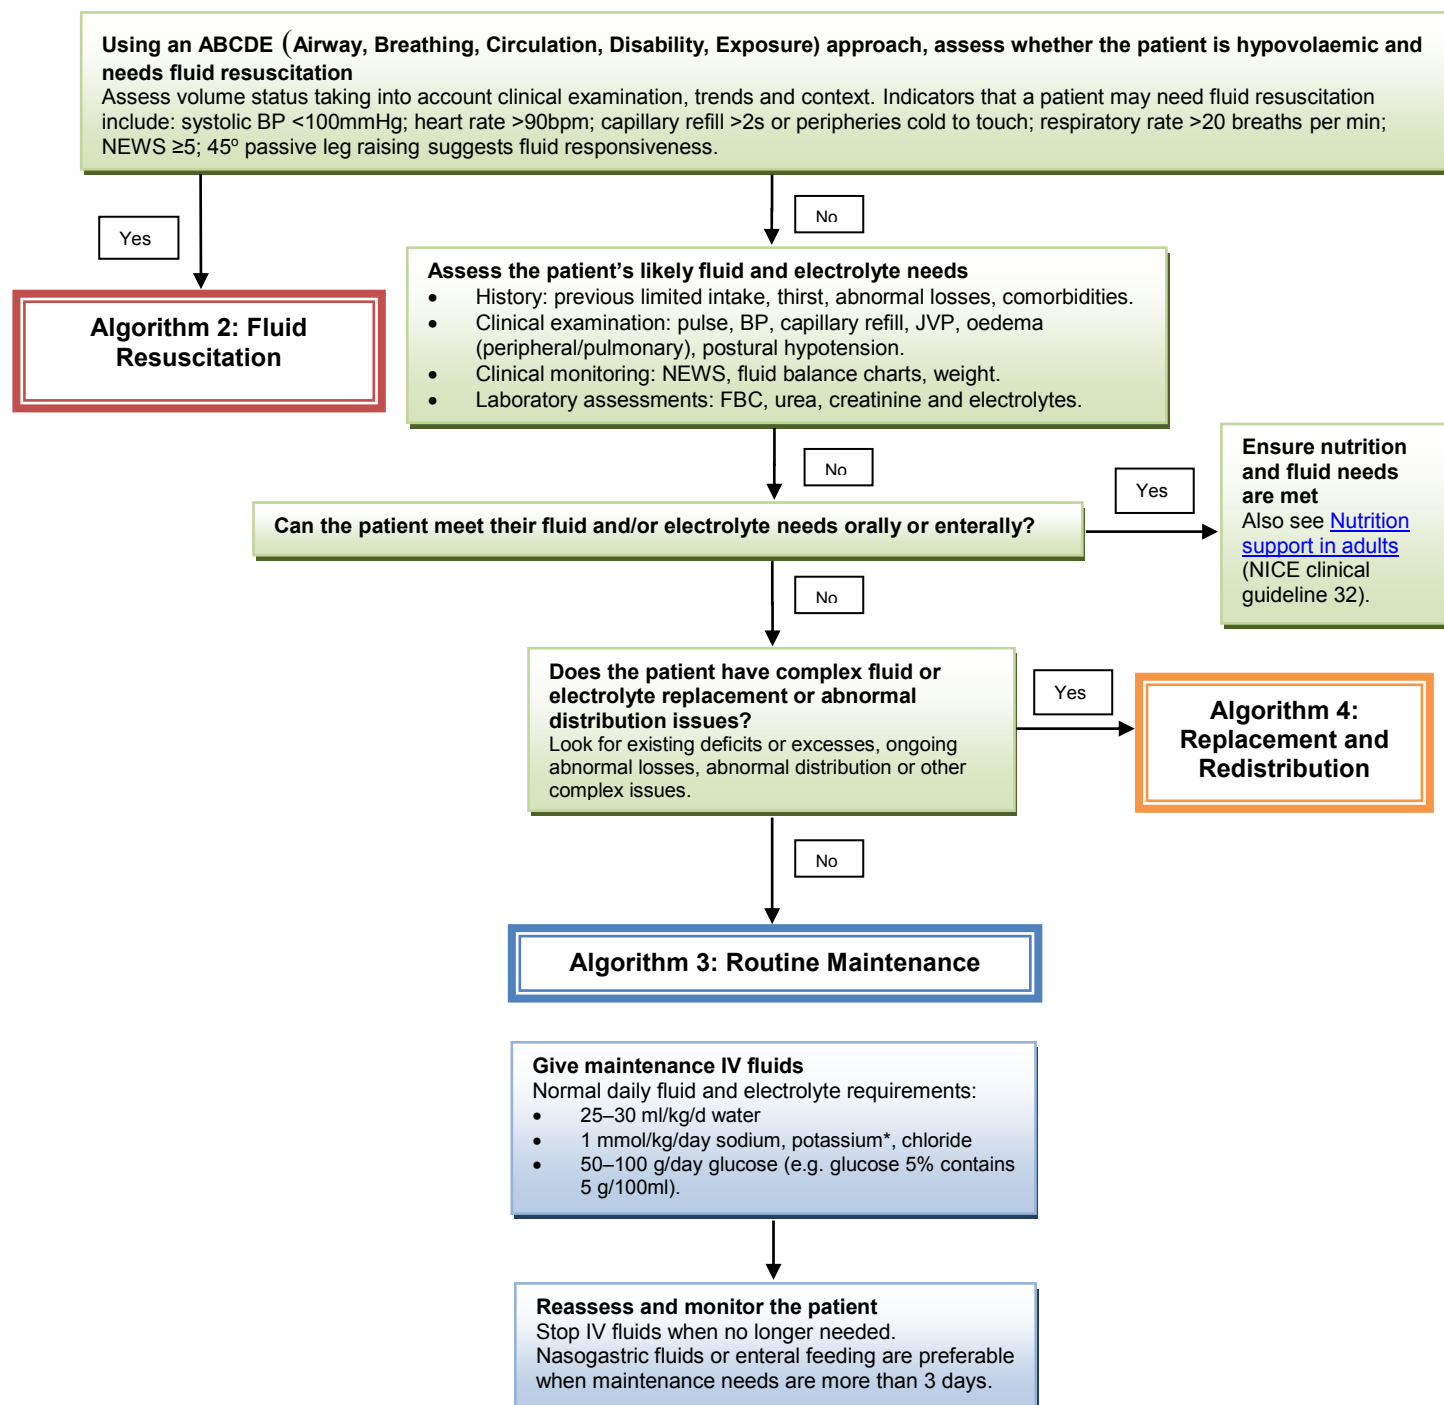 Using an ABCDE (Airway, Breathing, Circulation, Disability, Exposure) approach, assess whether the patient is hypovolaemic and
needs fluid resuscitation
Assess volume status taking into account clinical examination, trends and context. Indicators that a patient may need fluid resuscitation
include: systolic BP <100mmHg; heart rate >90bpm; capillary refill >2s or peripheries cold to touch; respiratory rate >20 breaths per min;
NEWS ≥5; 45º passive leg raising suggests fluid responsiveness.
Yes
No
Algorithm 2: Fluid
Resuscitation
Assess the patient’s likely fluid and electrolyte needs
• History: previous limited intake, thirst, abnormal losses, comorbidities.
• Clinical examination: pulse, BP, capillary refill, JVP, oedema
(peripheral/pulmonary), postural hypotension.
• Clinical monitoring: NEWS, fluid balance charts, weight.
• Laboratory assessments: FBC, urea, creatinine and electrolytes.
No
Can the patient meet their fluid and/or electrolyte needs orally or enterally?
Yes
Ensure nutrition
and fluid needs
are met
Also see Nutrition
support in adults
(NICE clinical
guideline 32).
No
Does the patient have complex fluid or
electrolyte replacement or abnormal
distribution issues?
Look for existing deficits or excesses, ongoing
abnormal losses, abnormal distribution or other
complex issues.
Yes
Algorithm 4:
Replacement and
Redistribution
No
Algorithm 3: Routine Maintenance
Give maintenance IV fluids
Normal daily fluid and electrolyte requirements:
• 25–30 ml/kg/d water
• 1 mmol/kg/day sodium, potassium*, chloride
• 50–100 g/day glucose (e.g. glucose 5% contains
5 g/100ml).
Reassess and monitor the patient
Stop IV fluids when no longer needed.
Nasogastric fluids or enteral feeding are preferable
when maintenance needs are more than 3 days.